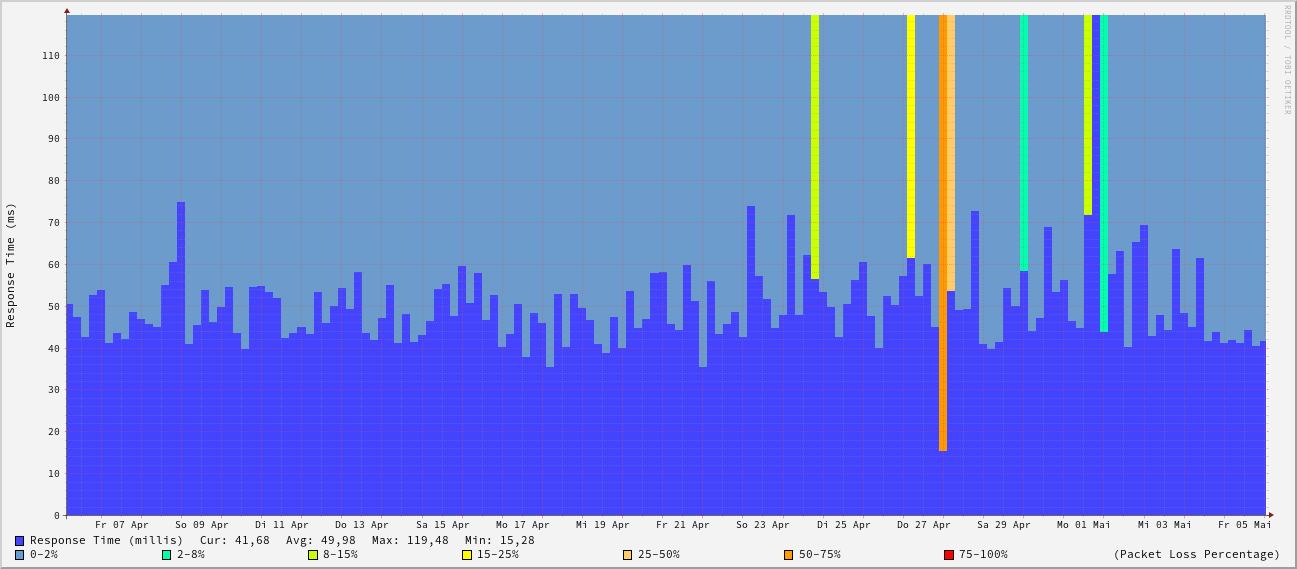 RRDTOOL / TOBI OETIKER
Response Time (ms)
110
100
90
80
70
60
50
40
30
20
10
0
Fr 07 Apr So 09 Apr Di 11 Apr Do 13 Apr Sa 15 Apr Mo 17 Apr Mi 19 Apr Fr 21 Apr So 23 Apr Di 25 Apr Do 27 Apr Sa 29 Apr Mo 01 Mai Mi 03 Mai Fr 05 Mai
Response Time (millis) Cur: 41,68 Avg: 49,98 Max: 119,48 Min: 15,28
0-2% 2-8% 8-15% 15-25% 25-50% 50-75% 75-100% (Packet Loss Percentage)